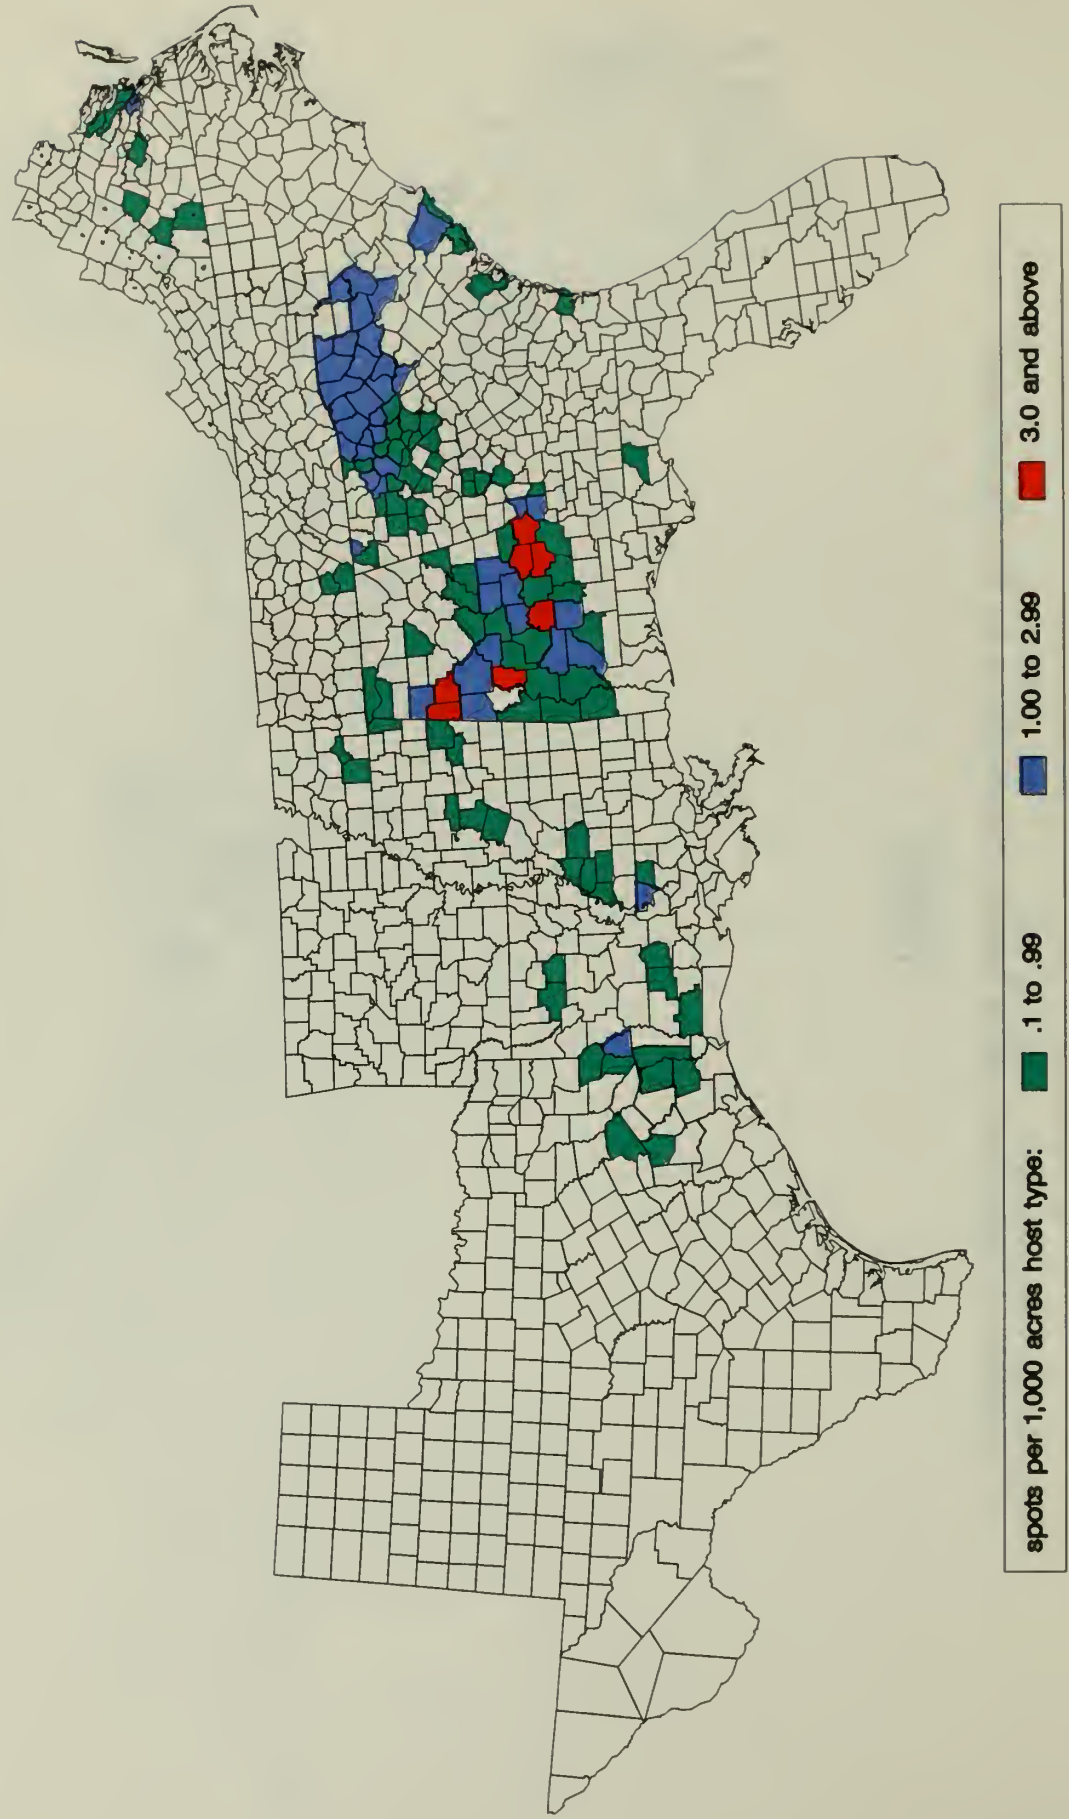 spots per 1,000 acres host type: .1 to .99 1.00 to 2.99 3.0 and above